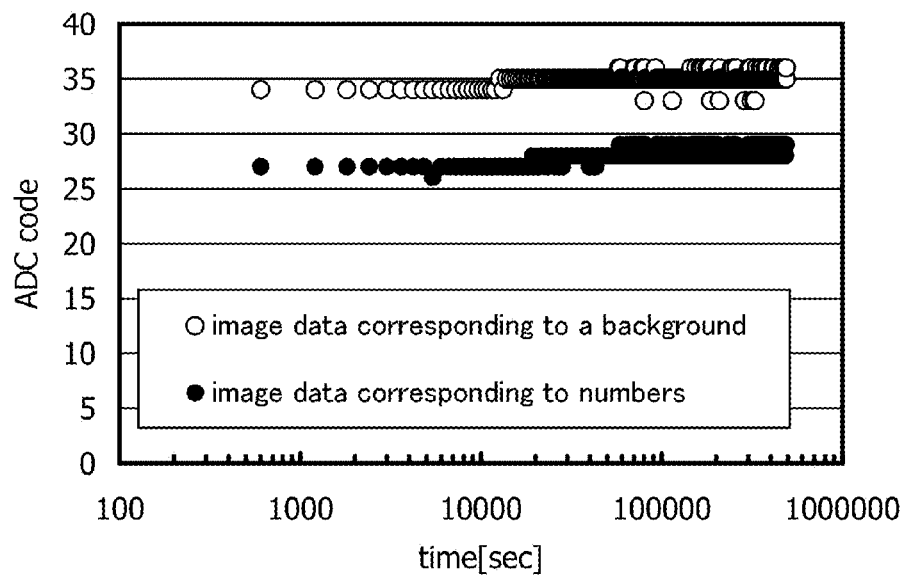 40
35
30
25
20
15
10
5
0
ADC code
image data corresponding to a background
image data corresponding to numbers
100 1000 10000 100000 1000000
time[sec]